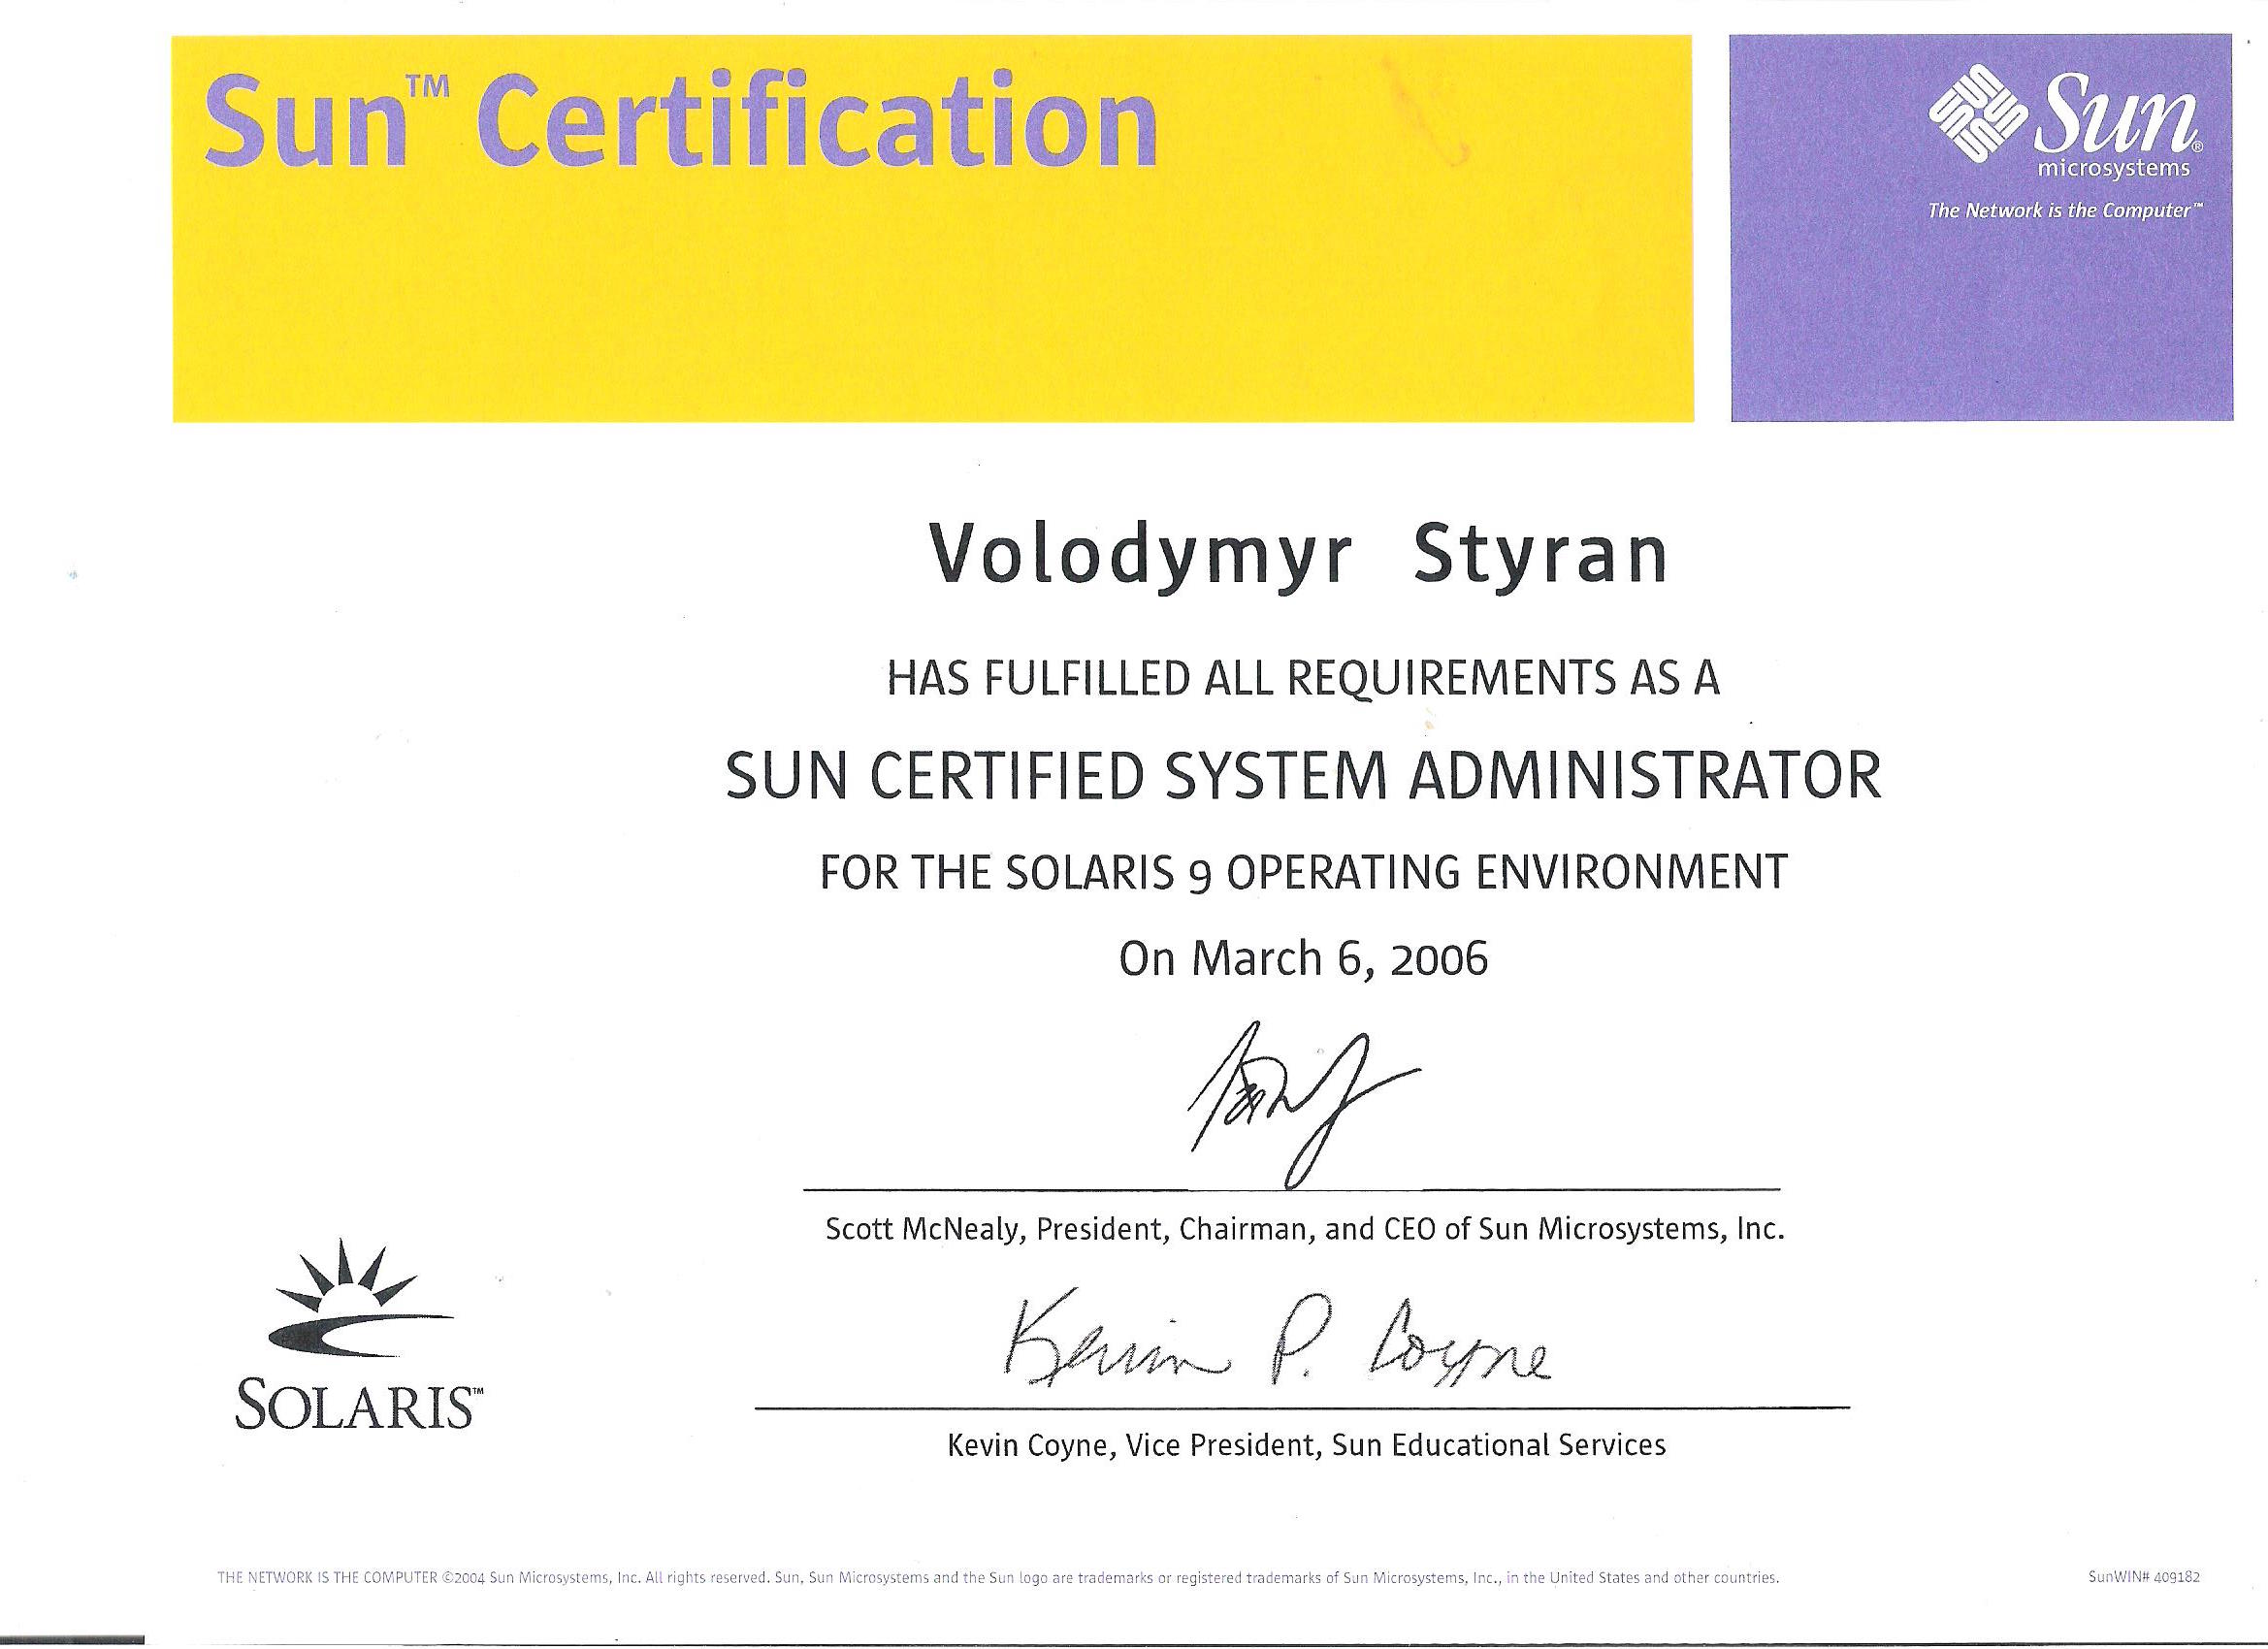 Sun™ Certification
Sun®
microsystems
The Network is the Computer™
Volodymyr Styran
HAS FULFILLED ALL REQUIREMENTS AS A
SUN CERTIFIED SYSTEM ADMINISTRATOR
FOR THE SOLARIS 9 OPERATING ENVIRONMENT
On March 6, 2006
Scott McNealy, President, Chairman, and CEO of Sun Microsystems, Inc.
Kevin P. Coyne
Kevin Coyne, Vice President, Sun Educational Services
SOLARIS™
THE NETWORK IS THE COMPUTER ©2004 Sun Microsystems, Inc. All rights reserved. Sun, Sun Microsystems and the Sun logo are trademarks or registered trademarks of Sun Microsystems, Inc., in the United States and other countries.
SunWIN# 409182